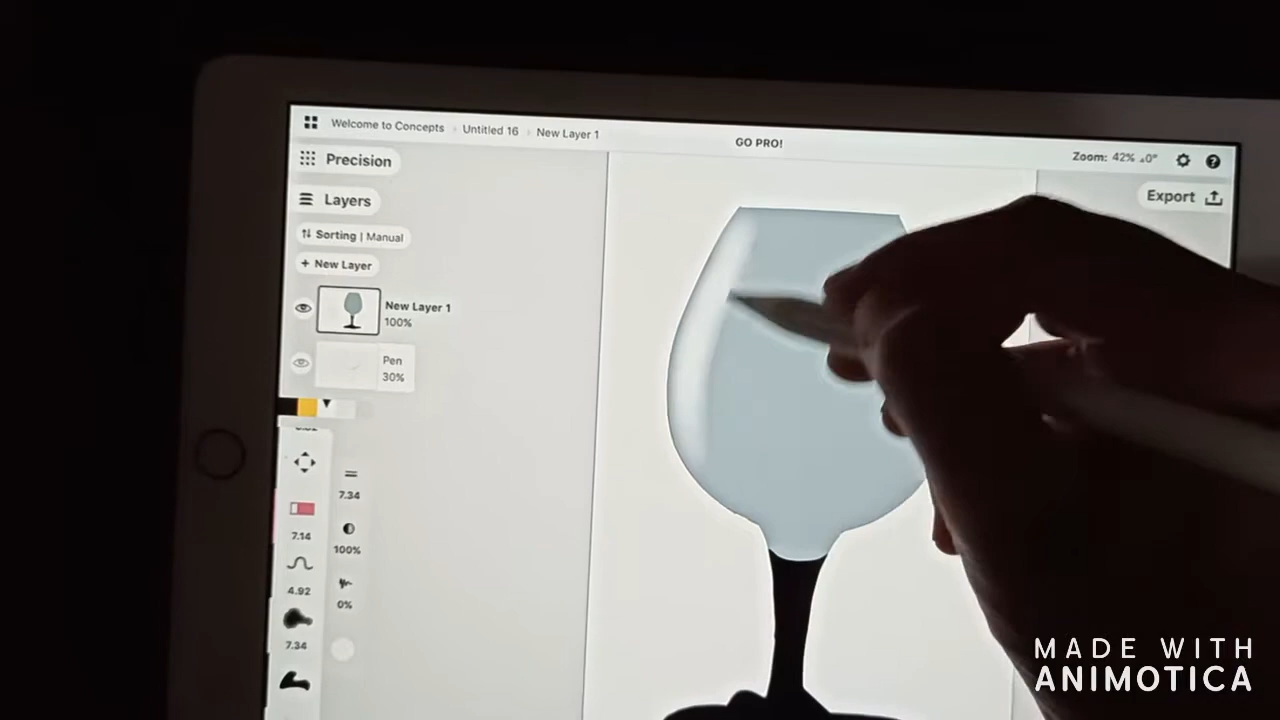 Welcome to Concepts › Untitled 16 › New Layer 1
GO PRO!
Zoom: 42% 0°
Precision
Layers
Export
Sorting | Manual
+ New Layer
New Layer 1
100%
Pen
30%
7.34
7.14
100%
4.92
0%
7.34
MADE WITH
ANIMOTICA